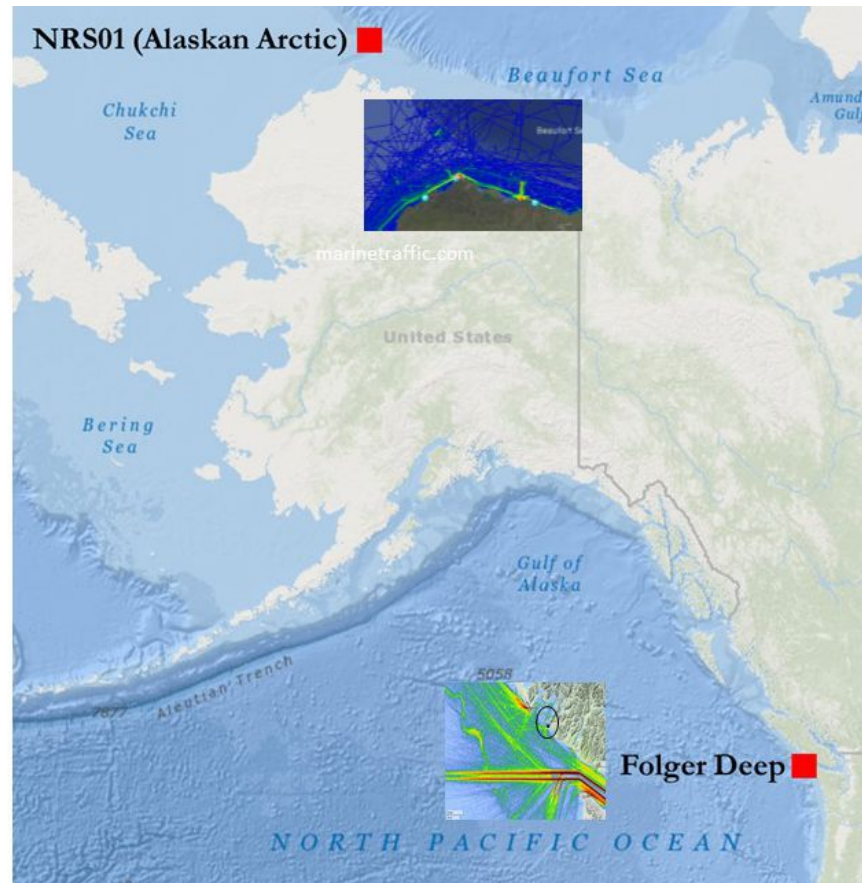 NRS01 (Alaskan Arctic)
Beaufort Sea
Chukchi
Sea
Amund
Gulf
Beaufort Se
marinetraffic.com
United States
Bering
Sea
Gulf of
Alaska
5058
Aleutian Trench
7877
Folger Deep
NORTH PACIFIC OCEAN